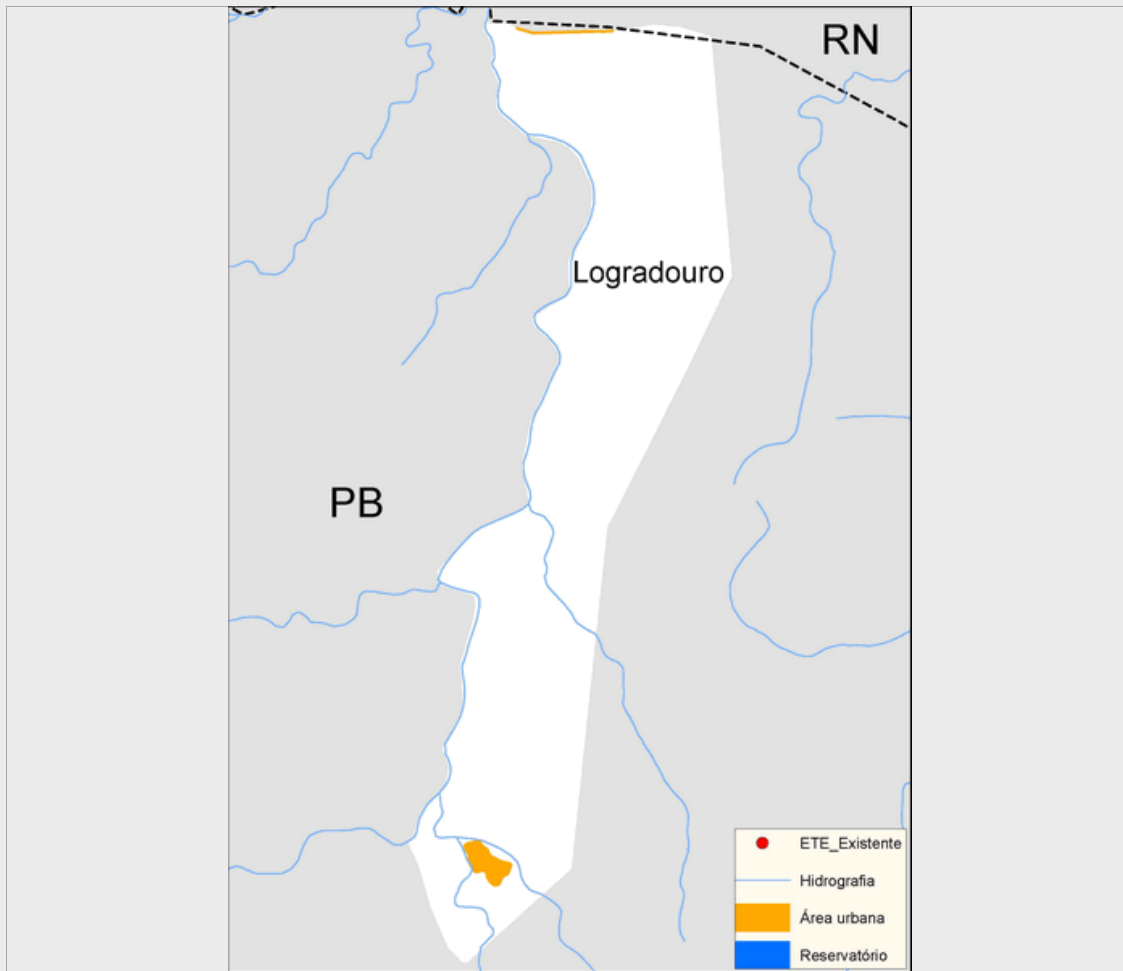 RN
Logradouro
PB
ETE_Existente
Hidrografia
Área urbana
Reservatório